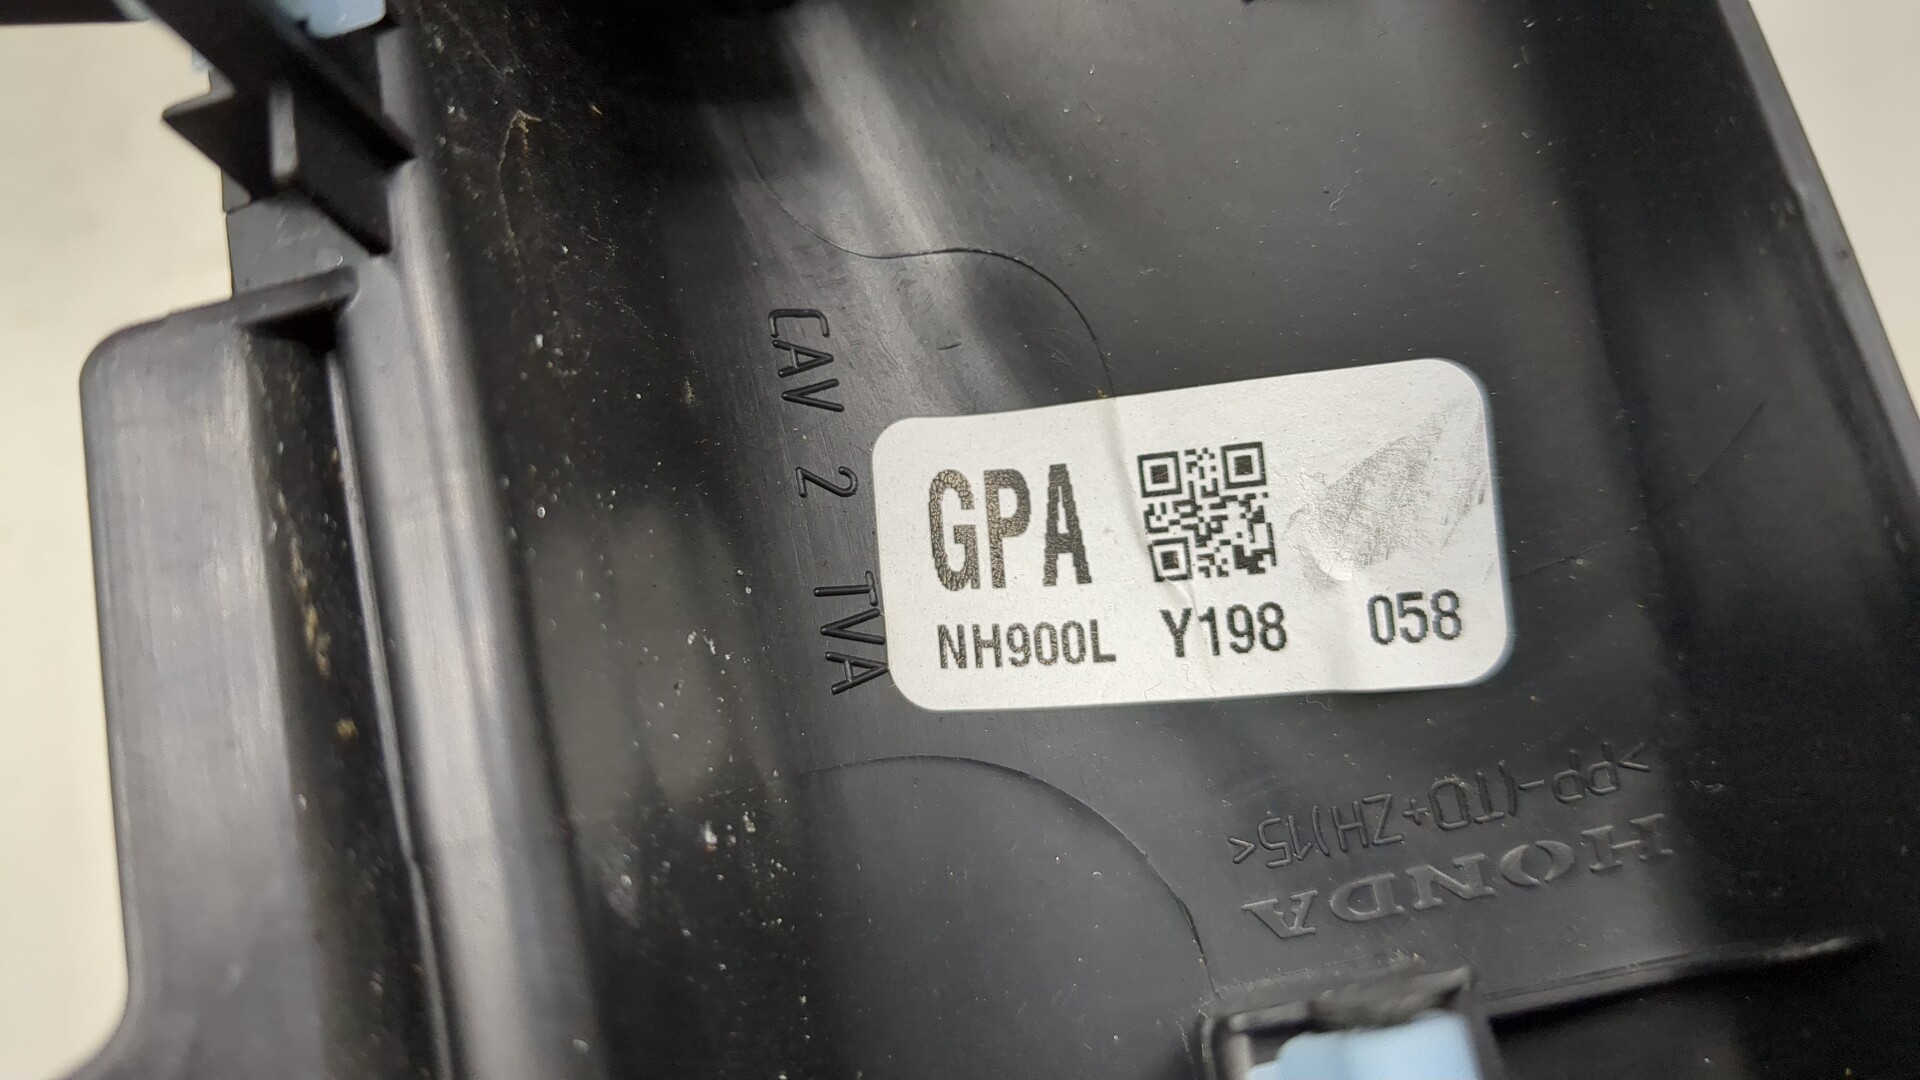 CAV 2 TVA
GPA
NH900L Y198 058
>PP-(TD+ZH)15<
HONDA